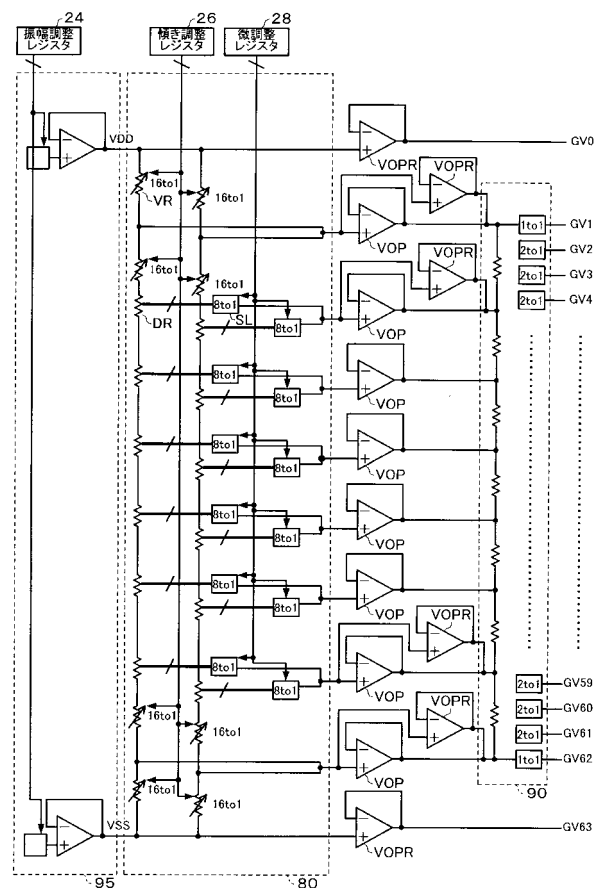 24
26
28
振幅調整
レジスタ
傾き調整
レジスタ
微調整
レジスタ
90
VDD
VOPR
GV0
16to1
VR
16to1
VOPR
VOP
1to1
GV1
2to1
GV2
16to1
16to1
VOPR
2to1
GV3
2to1
GV4
DR
8to1
SL
8to1
VOP
8to1
8to1
VOP
8to1
8to1
VOP
8to1
8to1
VOP
8to1
8to1
VOP
VOPR
8to1
8to1
VOP
2to1
GV59
16to1
16to1
VOPR
2to1
GV60
2to1
GV61
1to1
GV62
16to1
16to1
VOP
90
VSS
VOPR
GV63
95
80